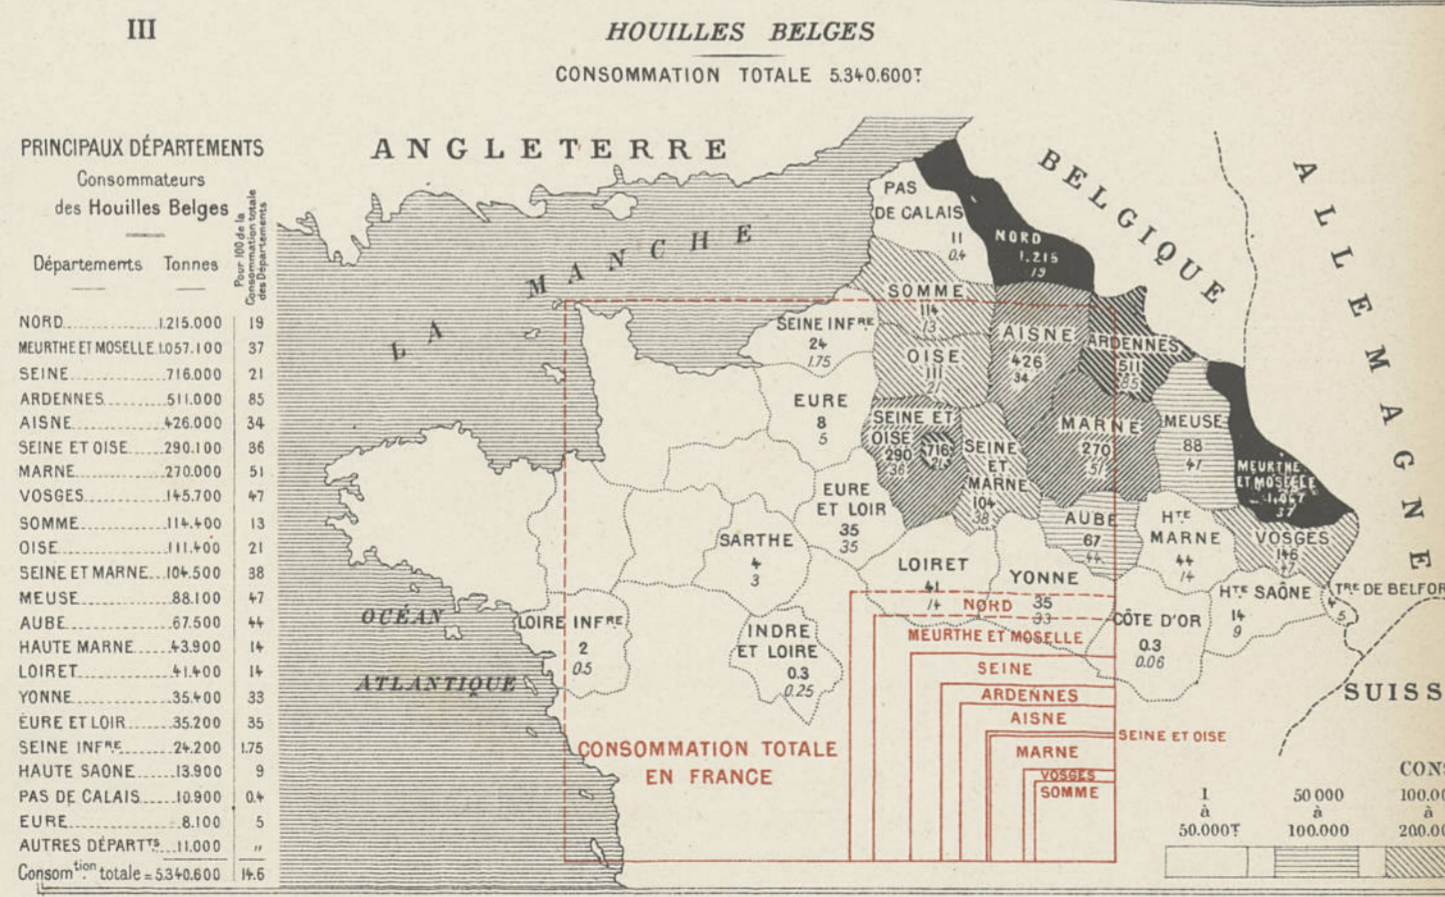 III
HOUILLES BELGES
CONSOMMATION TOTALE 5.340.600T
PRINCIPAUX DÉPARTEMENTS
Consommateurs
des Houilles Belges
Départements Tonnes
Pour 100 de la
Consommation totale
des Départements
NORD 1.215.000 19
MEURTHE ET MOSELLE 1.057.100 37
SEINE 716.000 21
ARDENNES 511.000 85
AISNE 426.000 34
SEINE ET OISE 290.100 36
MARNE 270.000 51
VOSGES 145.700 47
SOMME 114.400 13
OISE 111.400 21
SEINE ET MARNE 104.500 38
MEUSE 88.100 47
AUBE 67.500 44
HAUTE MARNE 43.900 14
LOIRET 41.400 14
YONNE 35.400 33
EURE ET LOIR 35.200 35
SEINE INFRE 24.200 1.75
HAUTE SAONE 13.900 9
PAS DE CALAIS 10.900 0.4
EURE 8.100 5
AUTRES DÉPARTTS 11.000 "
Consomtion totale = 5.340.600 14.6
ANGLETERRE
LA MANCHE
BELGIQUE
ALLEMAGNE
PAS
DE CALAIS
11
0.4
NORD
1.215
19
SOMME
114
13
SEINE INFRE
24
1.75
OISE
111
21
AISNE
426
34
ARDENNES
511
85
EURE
8
5
SEINE ET
OISE
290
36
716
21
SEINE
ET
MARNE
104
38
MARNE
270
51
MEUSE
88
41
MEURTHE
ET MOSELLE
1.057
37
EURE
ET LOIR
35
35
AUBE
67
44
HTE
MARNE
44
14
VOSGES
146
47
SARTHE
4
3
LOIRET
41
14
YONNE
35
33
HTE SAÔNE
14
9
TRE DE BELFOR
4
5
CÔTE D'OR
0.3
0.06
OCÉAN
ATLANTIQUE
LOIRE INFRE
2
0.5
INDRE
ET LOIRE
0.3
0.25
SUISS
NORD
MEURTHE ET MOSELLE
SEINE
ARDENNES
AISNE
SEINE ET OISE
MARNE
VOSGES
SOMME
CONSOMMATION TOTALE
EN FRANCE
CONS
1
à
50.000T
50 000
à
100.000
100.00
à
200.00